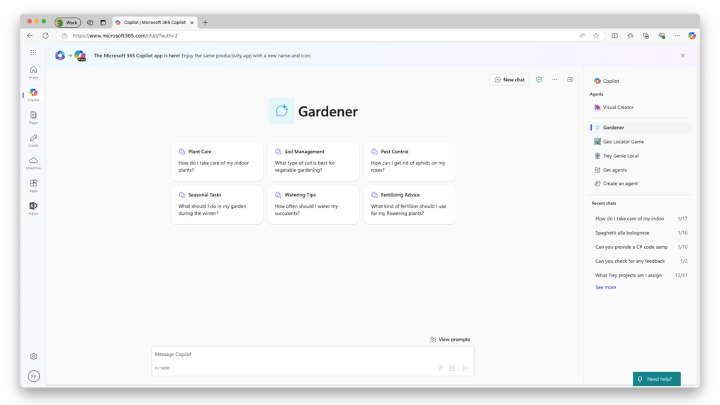 Work
Copilot | Microsoft 365 Copilot
https://www.microsoft365.com/chat/?auth=2
The Microsoft 365 Copilot app is here! Enjoy the same productivity app with a new name and icon.
Home
Copilot
Pages
Create
OneDrive
Apps
Admin
PP
New chat
Gardener
Plant Care
How do I take care of my indoor
plants?
Soil Management
What type of soil is best for
vegetable gardening?
Pest Control
How can I get rid of aphids on my
roses?
Seasonal Tasks
What should I do in my garden
during the winter?
Watering Tips
How often should I water my
succulents?
Fertilizing Advice
What kind of fertilizer should I use
for my flowering plants?
View prompts
Message Copilot
Copilot
Agents
Visual Creator
Gardener
Geo Locator Game
Trey Genie Local
Get agents
Create an agent
Recent chats
How do I take care of my indoo 1/17
Spaghetti alla bolognese 1/16
Can you provide a C# code samp 1/10
Can you check for any feedback 1/2
What Trey projects am I assign 12/31
See more
Need help?